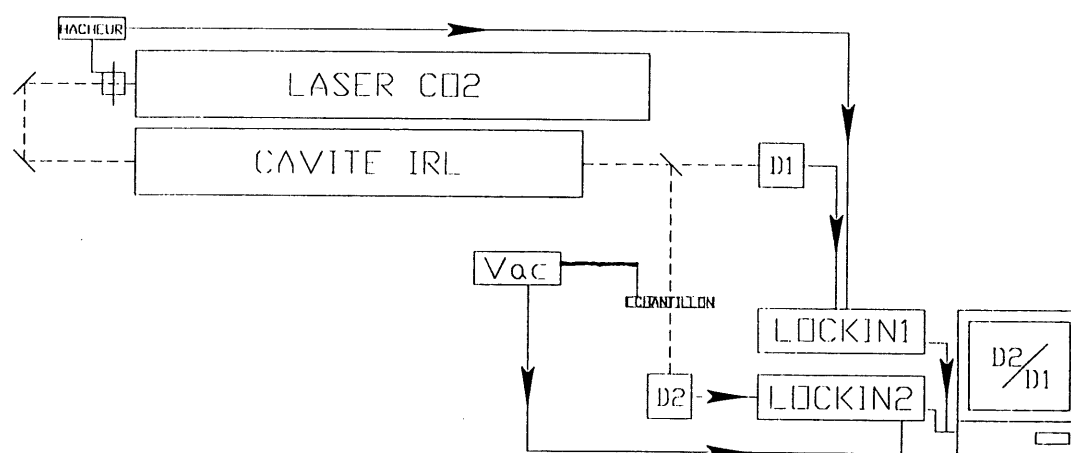 HACHEUR
LASER CO2
CAVITE IRL
D1
Vac
ECHANTILLON
LOCKIN1
D2/D1
D2
LOCKIN2